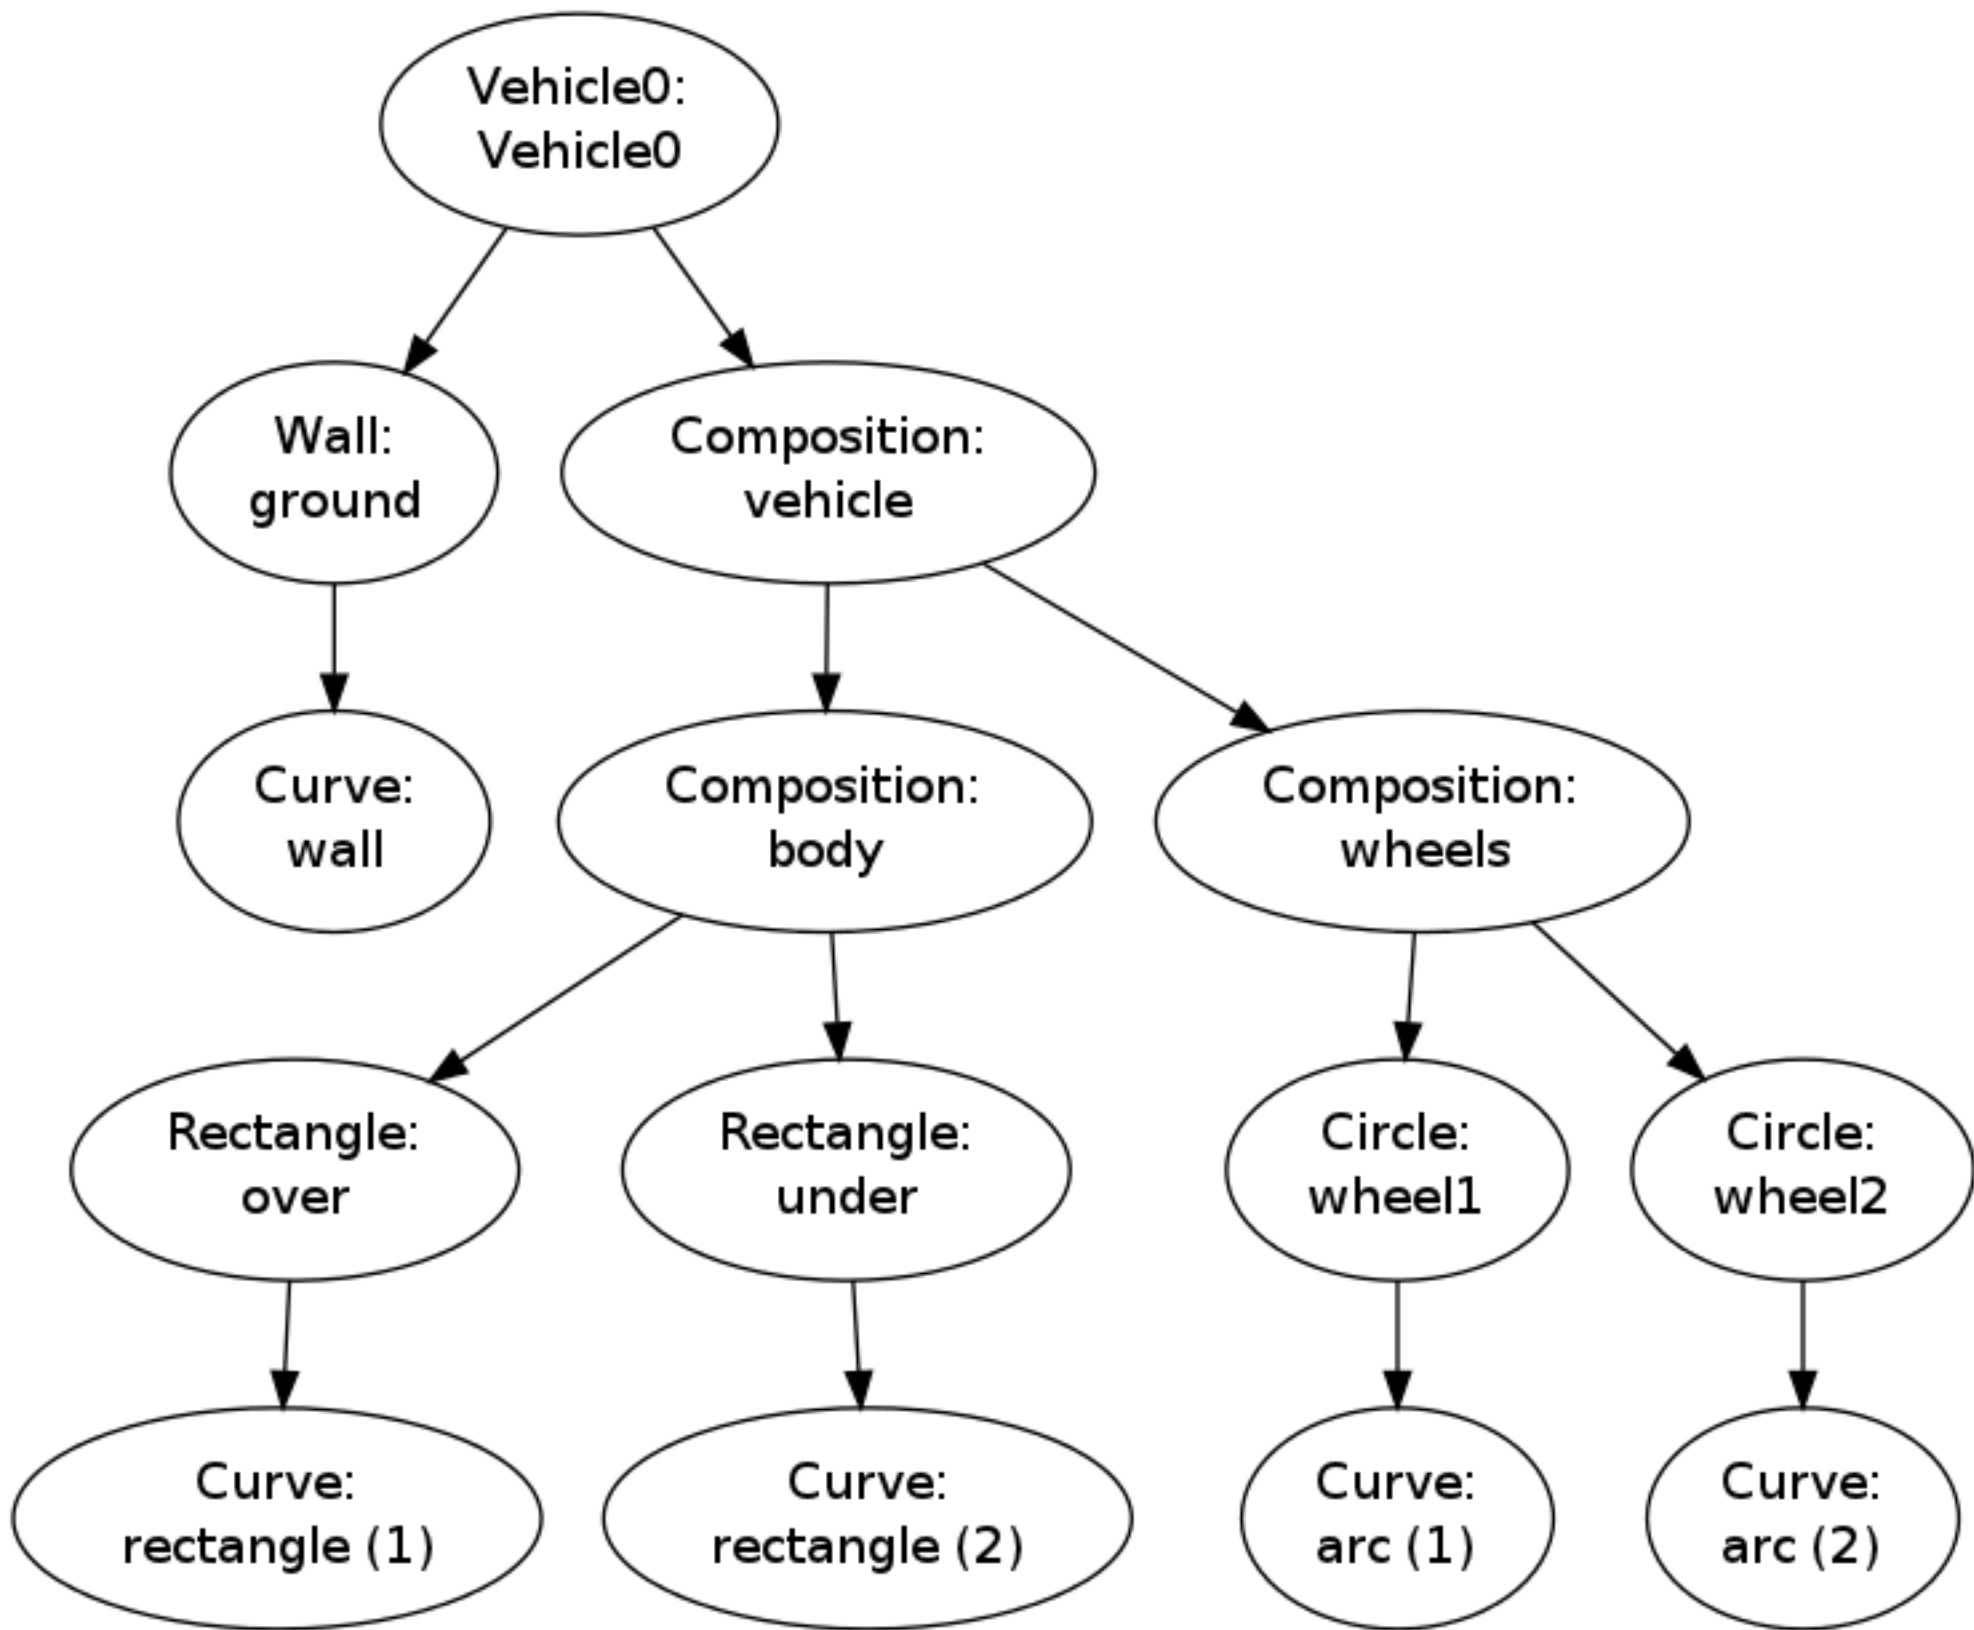 Vehicle0:
Vehicle0
Wall:
ground
Composition:
vehicle
Curve:
wall
Composition:
body
Composition:
wheels
Rectangle:
over
Rectangle:
under
Circle:
wheel1
Circle:
wheel2
Curve:
rectangle (1)
Curve:
rectangle (2)
Curve:
arc (1)
Curve:
arc (2)